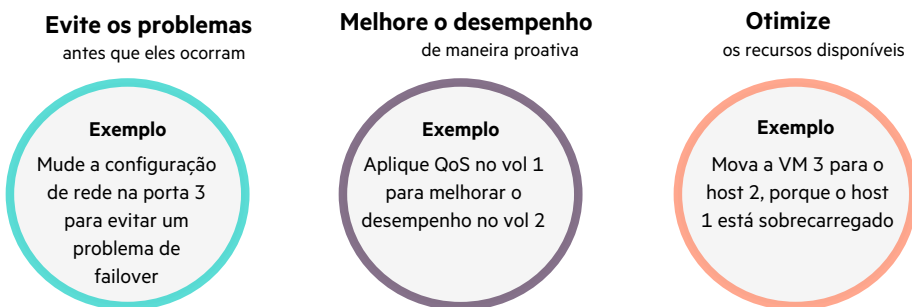 Evite os problemas
antes que eles ocorram
Exemplo
Mude a configuração
de rede na porta 3
para evitar um
problema de
failover
Melhore o desempenho
de maneira proativa
Exemplo
Aplique QoS no vol 1
para melhorar o
desempenho no vol 2
Otimize
os recursos disponíveis
Exemplo
Mova a VM 3 para o
host 2, porque o host
1 está sobrecarregado